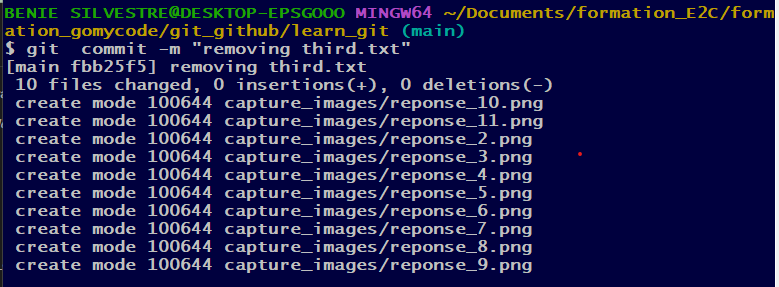 BENIE SILVESTRE@DESKTOP-EPSGOOO MINGW64 ~/Documents/formation_E2C/form
ation_gomycode/git_github/learn_git (main)
$ git  commit -m "removing third.txt"
[main fbb25f5] removing third.txt
 10 files changed, 0 insertions(+), 0 deletions(-)
 create mode 100644 capture_images/reponse_10.png
 create mode 100644 capture_images/reponse_11.png
 create mode 100644 capture_images/reponse_2.png
 create mode 100644 capture_images/reponse_3.png
 create mode 100644 capture_images/reponse_4.png
 create mode 100644 capture_images/reponse_5.png
 create mode 100644 capture_images/reponse_6.png
 create mode 100644 capture_images/reponse_7.png
 create mode 100644 capture_images/reponse_8.png
 create mode 100644 capture_images/reponse_9.png